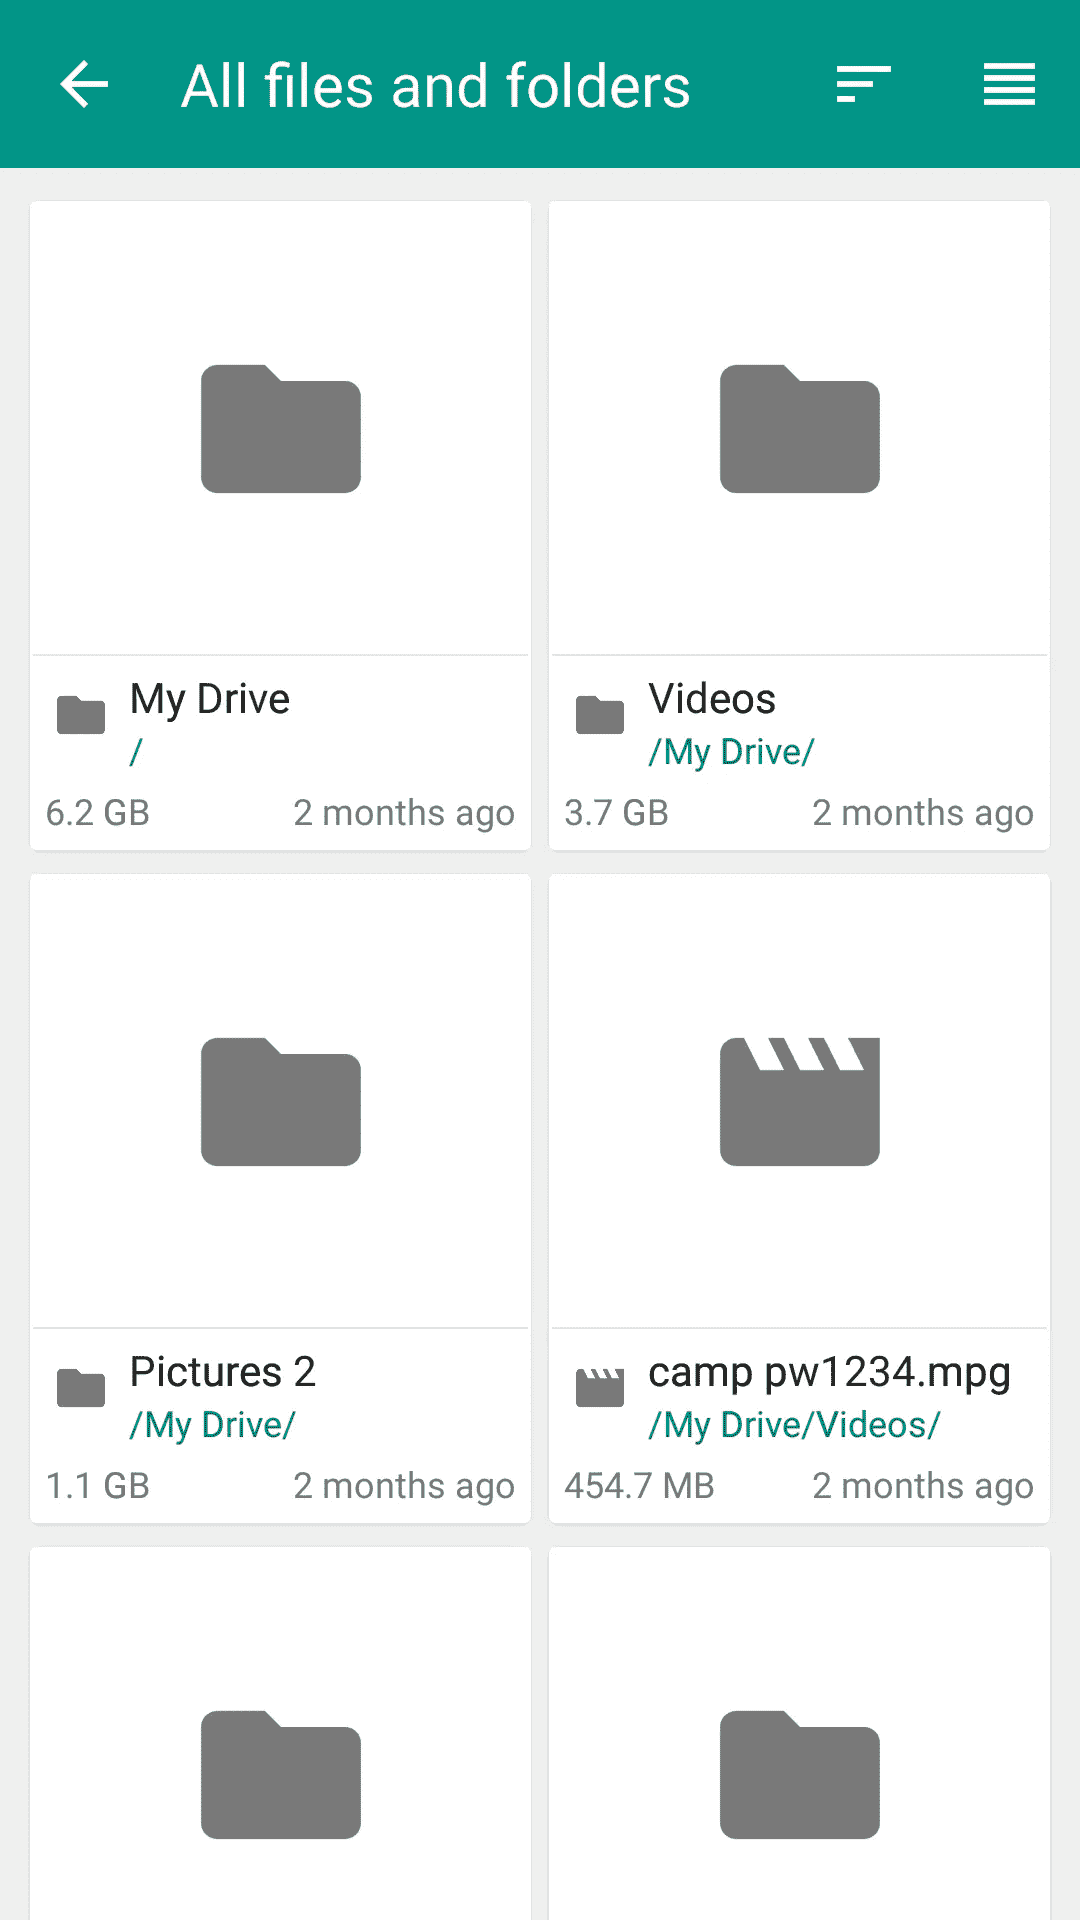 All files and folders
My Drive
/
6.2 GB 2 months ago
Videos
/My Drive/
3.7 GB 2 months ago
Pictures 2
/My Drive/
1.1 GB 2 months ago
camp pw1234.mpg
/My Drive/Videos/
454.7 MB 2 months ago